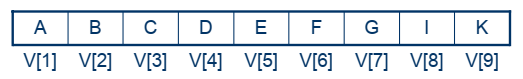 A B C D E F G I K
V[1] V[2] V[3] V[4] V[5] V[6] V[7] V[8] V[9]